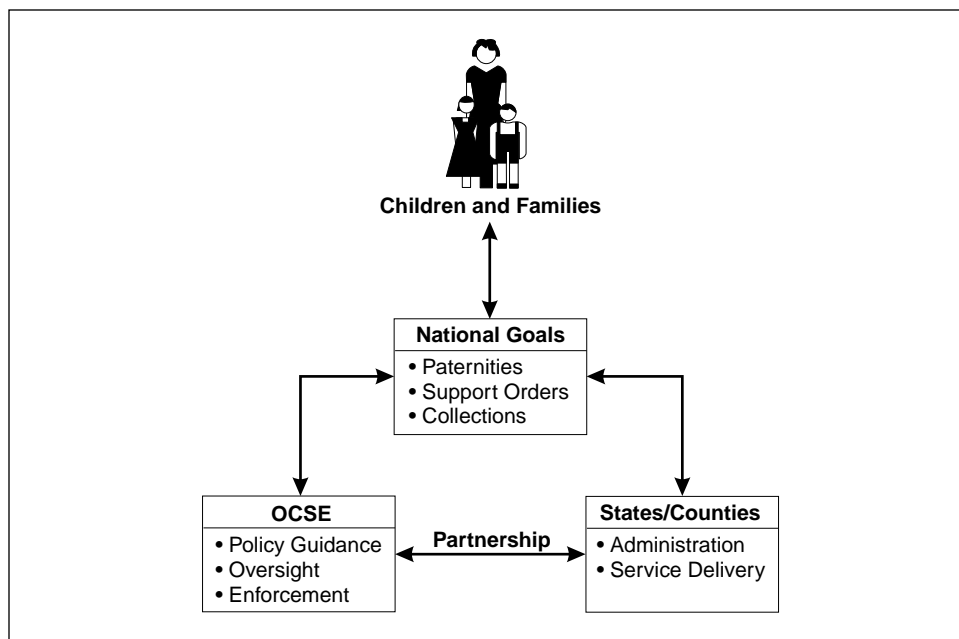 Children and Families
National Goals
• Paternities
• Support Orders
• Collections
OCSE
• Policy Guidance
• Oversight
• Enforcement
Partnership
States/Counties
• Administration
• Service Delivery